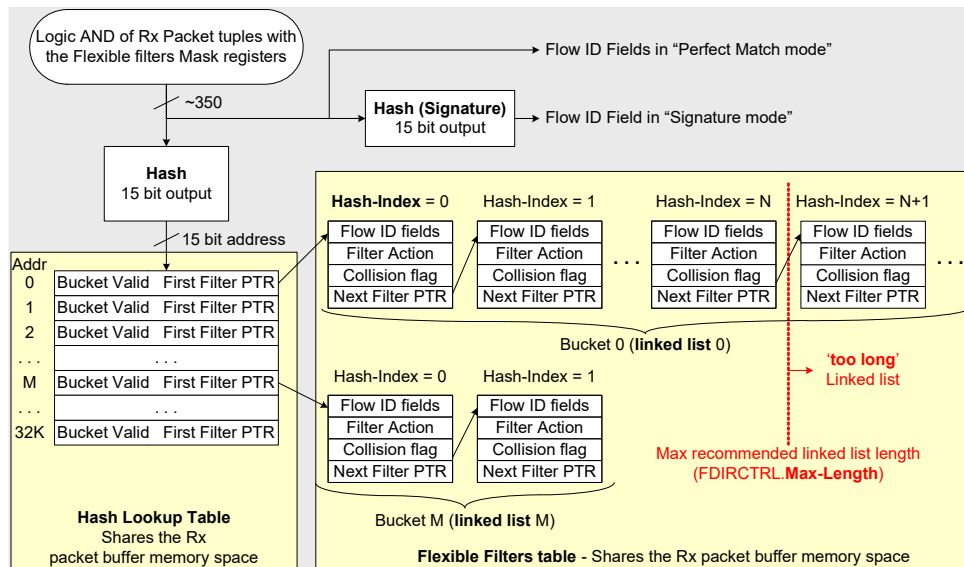 Logic AND of Rx Packet tuples with
the Flexible filters Mask registers
Flow ID Fields in “Perfect Match mode”
~350
Hash (Signature)
15 bit output
Flow ID Field in “Signature mode”
Hash
15 bit output
15 bit address
Addr
0 Bucket Valid First Filter PTR
1 Bucket Valid First Filter PTR
2 Bucket Valid First Filter PTR
. . . . . .
M Bucket Valid First Filter PTR
. . . . . .
32K Bucket Valid First Filter PTR
Hash Lookup Table
Shares the Rx
packet buffer memory space
Hash-Index = 0
Flow ID fields
Filter Action
Collision flag
Next Filter PTR
Hash-Index = 1
Flow ID fields
Filter Action
Collision flag
Next Filter PTR
. . .
Hash-Index = N
Flow ID fields
Filter Action
Collision flag
Next Filter PTR
Hash-Index = N+1
Flow ID fields
Filter Action
Collision flag
Next Filter PTR
. . .
Bucket 0 (linked list 0)
Hash-Index = 0
Flow ID fields
Filter Action
Collision flag
Next Filter PTR
Hash-Index = 1
Flow ID fields
Filter Action
Collision flag
Next Filter PTR
Bucket M (linked list M)
‘too long’
Linked list
Max recommended linked list length
(FDIRCTRL.Max-Length)
Flexible Filters table - Shares the Rx packet buffer memory space